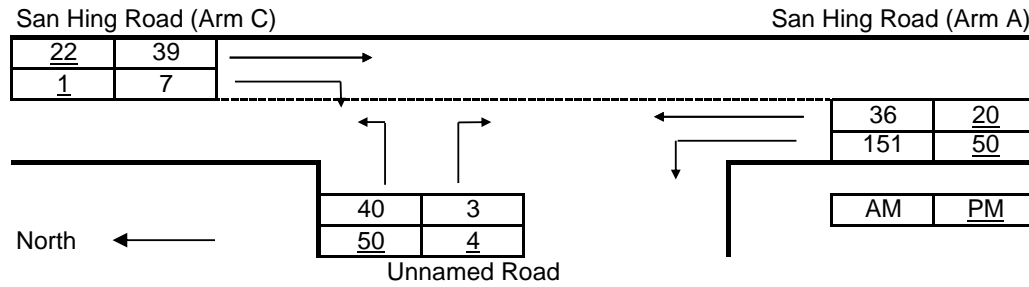 San Hing Road (Arm C) San Hing Road (Arm A)
22 39
1 7
36 20
151 50
40 3
50 4
AM PM
North
Unnamed Road